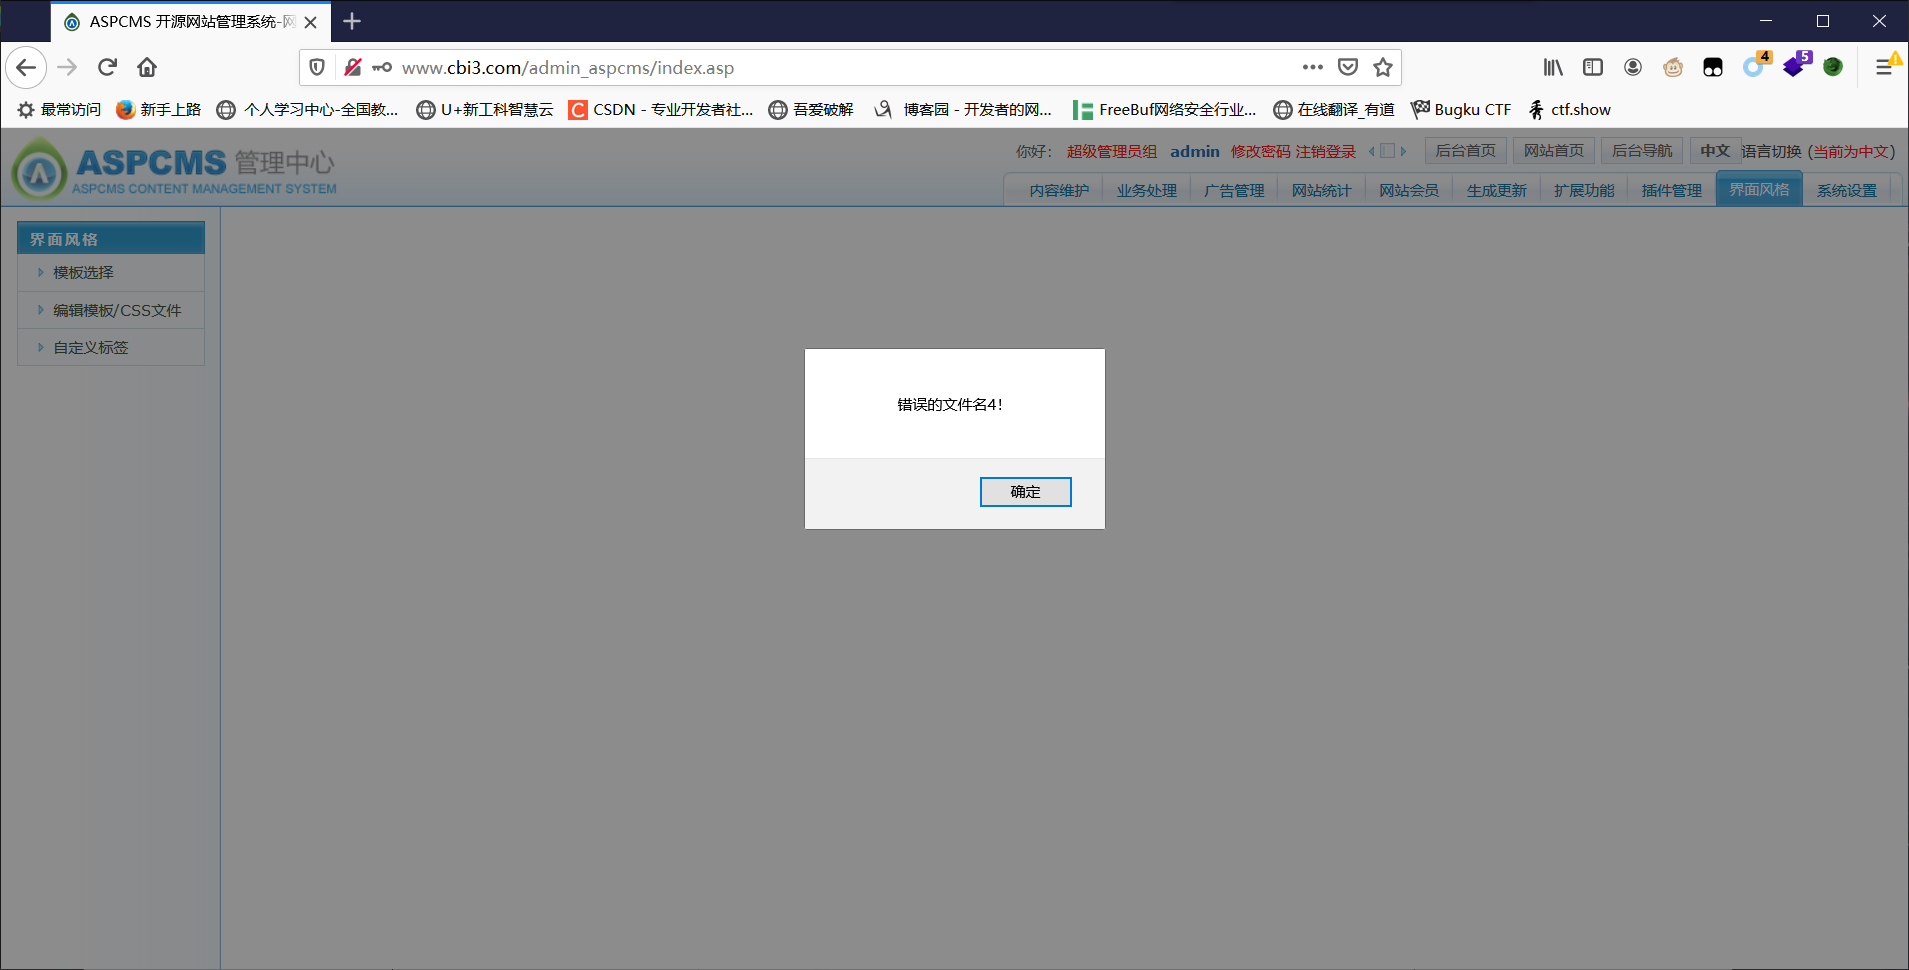 ASPCMS 开源网站管理系统-网
www.cbi3.com/admin_aspcms/index.asp
4
5
最常访问 新手上路 个人学习中心-全国教... U+新工科智慧云 CSDN - 专业开发者社... 吾爱破解 博客园 - 开发者的网... FreeBuf网络安全行业... 在线翻译_有道 Bugku CTF ctf.show
ASPCMS 管理中心
ASPCMS CONTENT MANAGEMENT SYSTEM
你好： 超级管理员组 admin 修改密码 注销登录 后台首页 网站首页 后台导航 中文 语言切换 (当前为中文)
内容维护 业务处理 广告管理 网站统计 网站会员 生成更新 扩展功能 插件管理 界面风格 系统设置
界面风格
模板选择
编辑模板/CSS文件
自定义标签
错误的文件名4！
确定